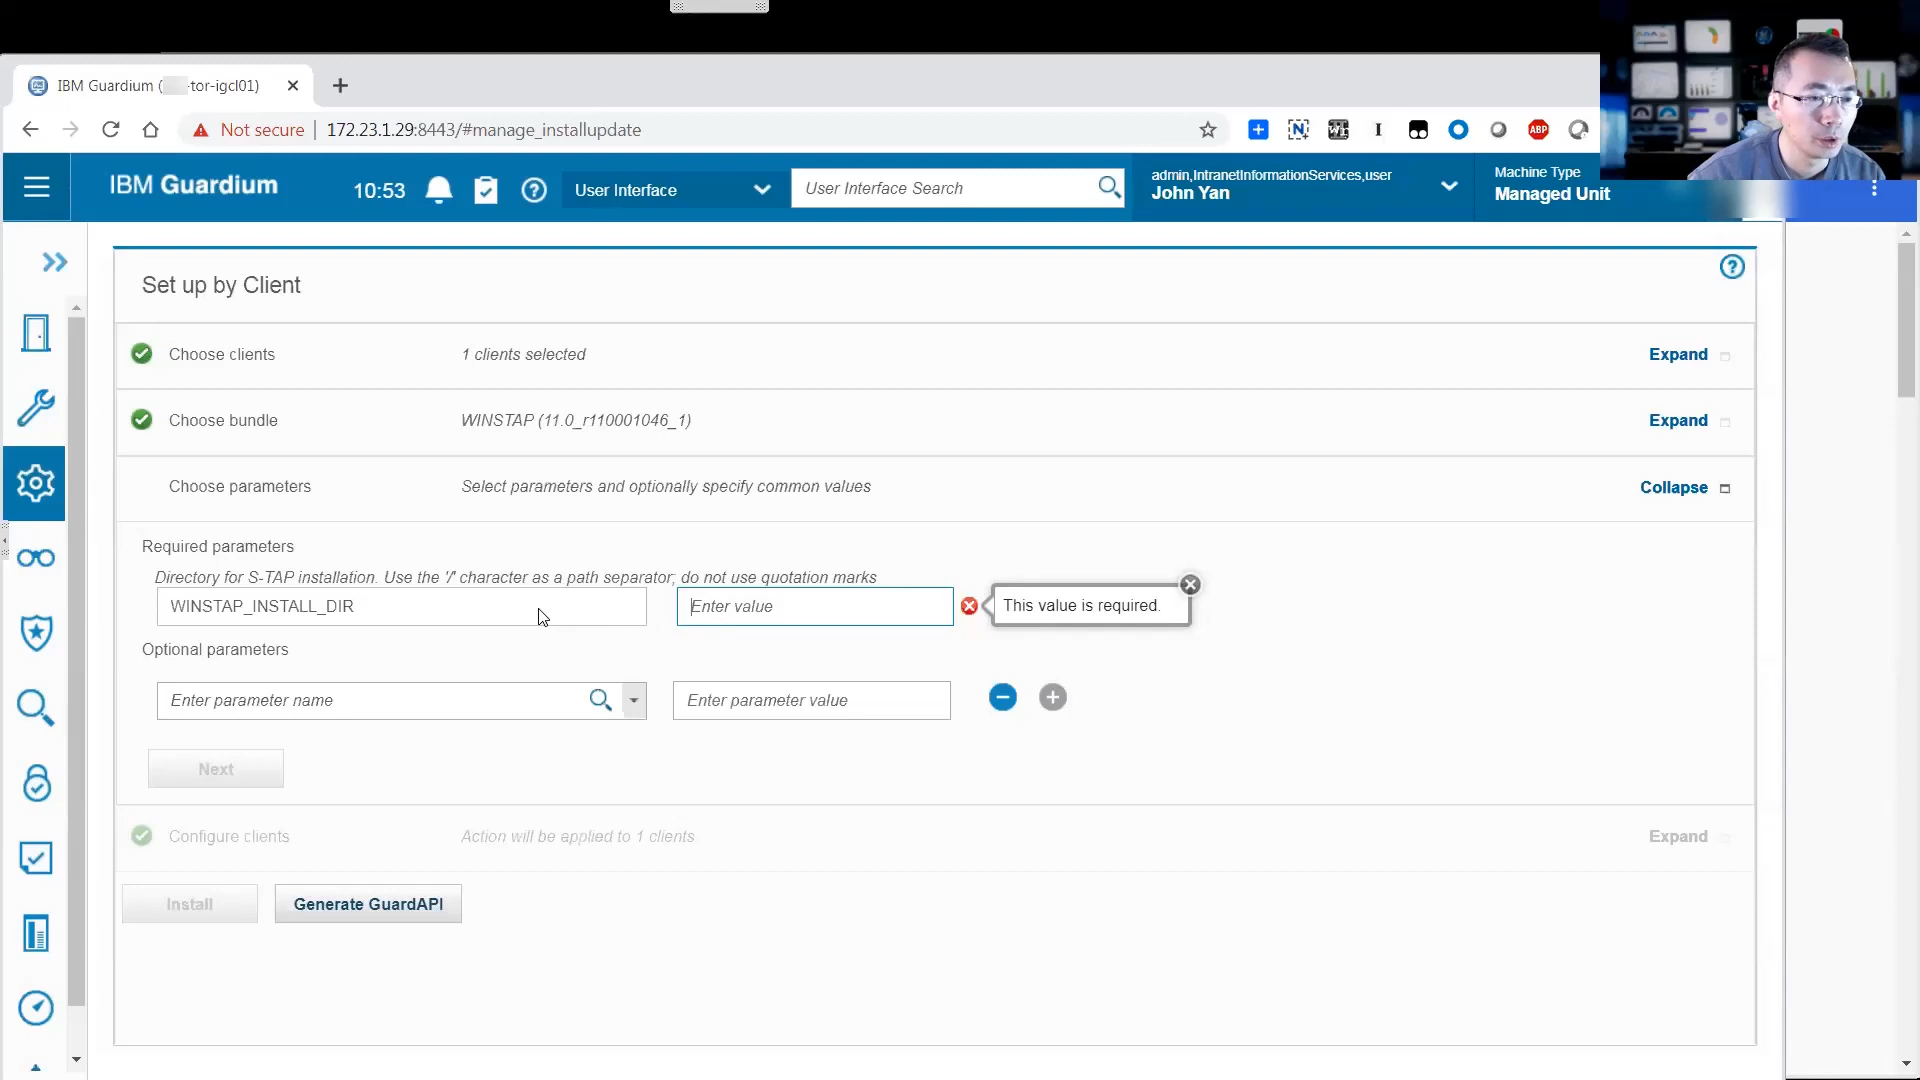 IBM Guardium (    -tor-igcl01)
Not secure
172.23.1.29:8443/#manage_installupdate
ABP
IBM Guardium
10:53
User Interface
User Interface Search
admin,IntranetInformationServices,user
John Yan
Machine Type
Managed Unit
Set up by Client
Choose clients
1 clients selected
Expand
Choose bundle
WINSTAP (11.0_r110001046_1)
Expand
Choose parameters
Select parameters and optionally specify common values
Collapse
Required parameters
Directory for S-TAP installation. Use the '/' character as a path separator; do not use quotation marks
WINSTAP_INSTALL_DIR
Enter value
This value is required.
Optional parameters
Enter parameter name
Enter parameter value
Next
Configure clients
Action will be applied to 1 clients
Expand
Install
Generate GuardAPI